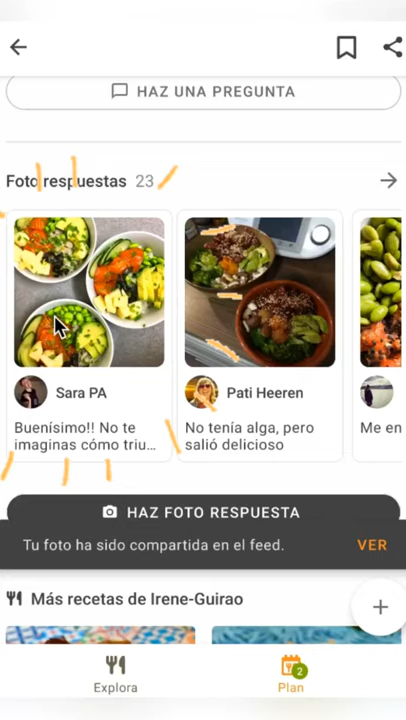 HAZ UNA PREGUNTA
Fotorespuestas 23
Sara PA
Buenísimo!! No te
imaginas cómo triu...
Pati Heeren
No tenía alga, pero
salió delicioso
Me en
HAZ FOTO RESPUESTA
Tu foto ha sido compartida en el feed.
VER
Más recetas de Irene-Guirao
Explora
2
Plan